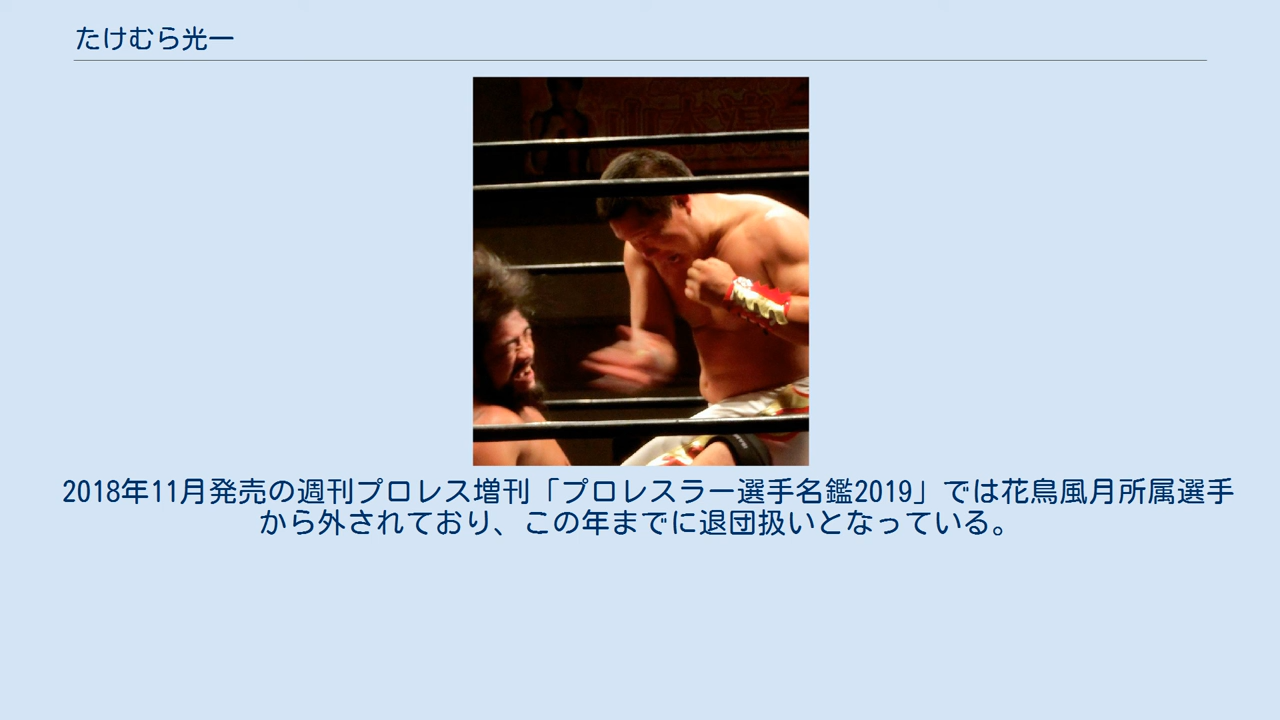 たけむら光一
2018年11月発売の週刊プロレス増刊「プロレスラー選手名鑑2019」では花鳥風月所属選手
から外されており、この年までに退団扱いとなっている。